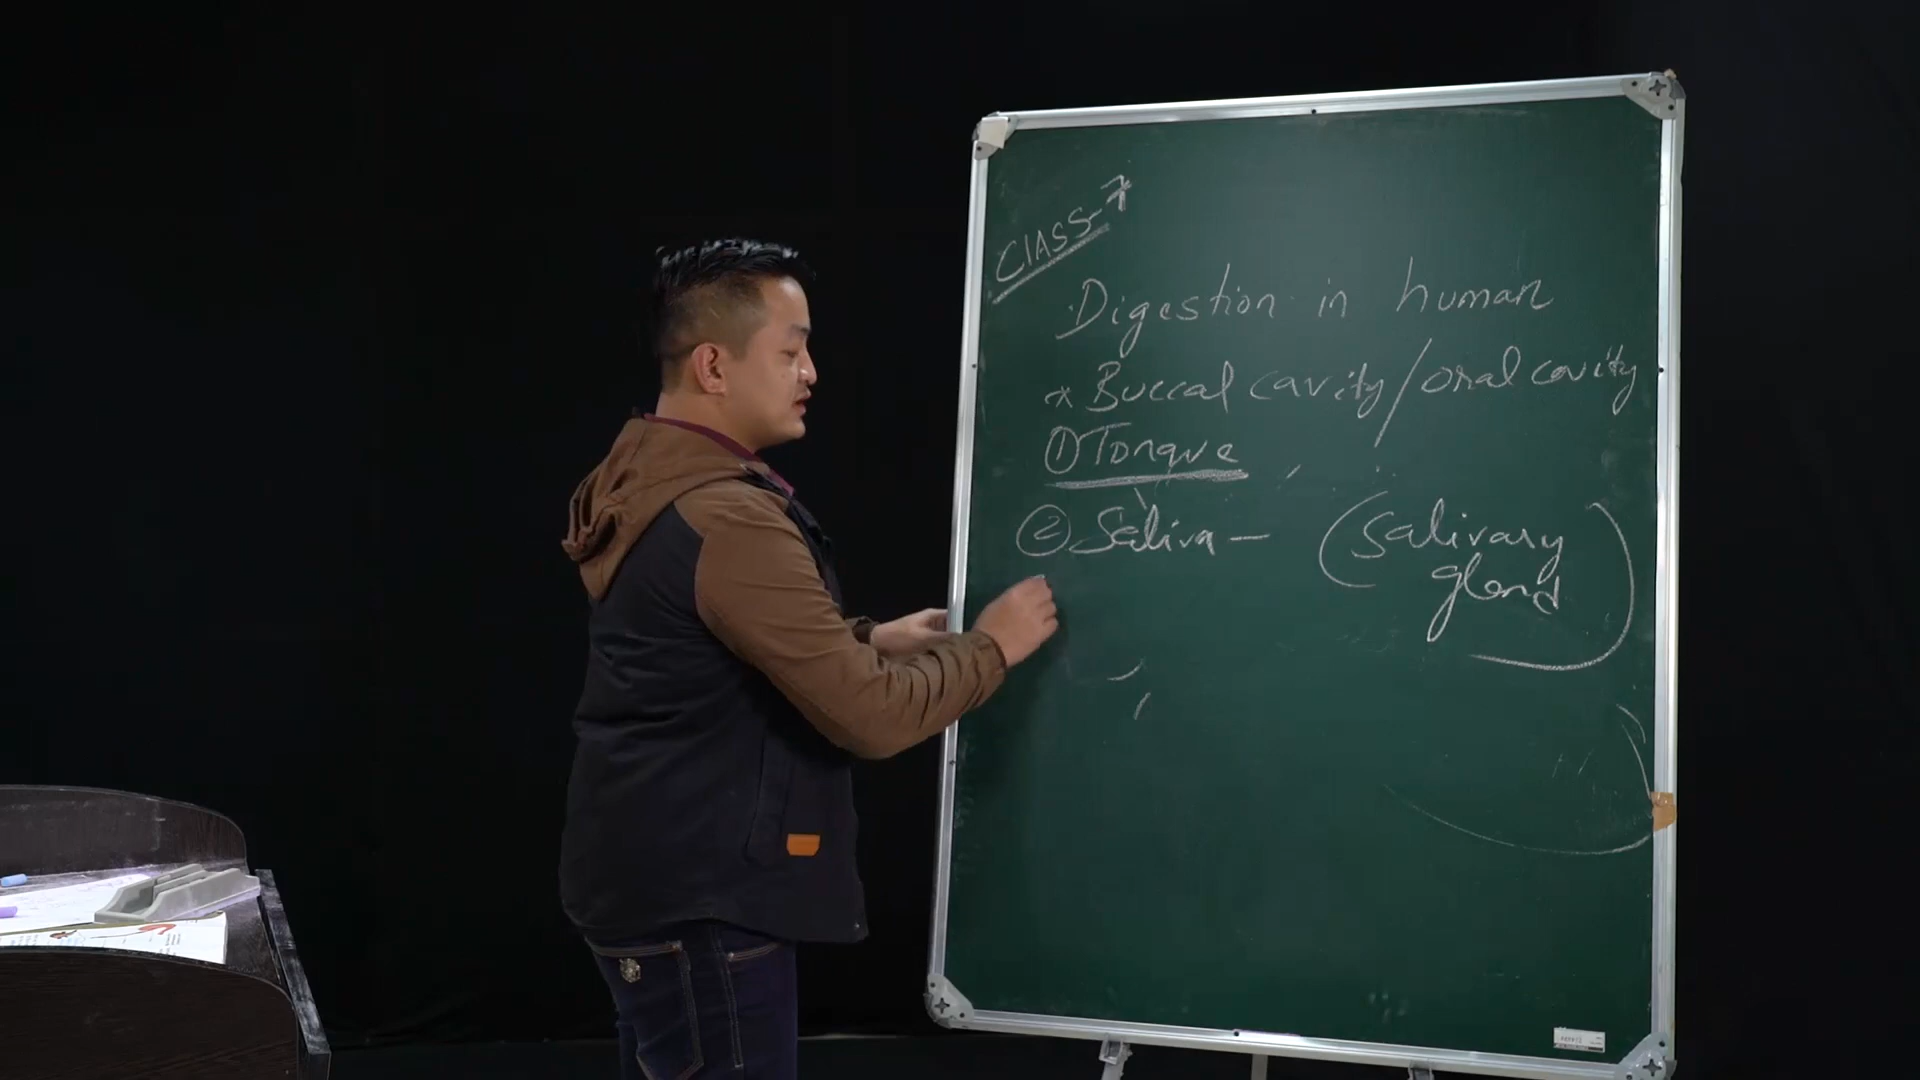 CLASS-7
Digestion in human
* Buccal cavity/oral cavity
① Tongue
② Saliva - (Salivary
gland)